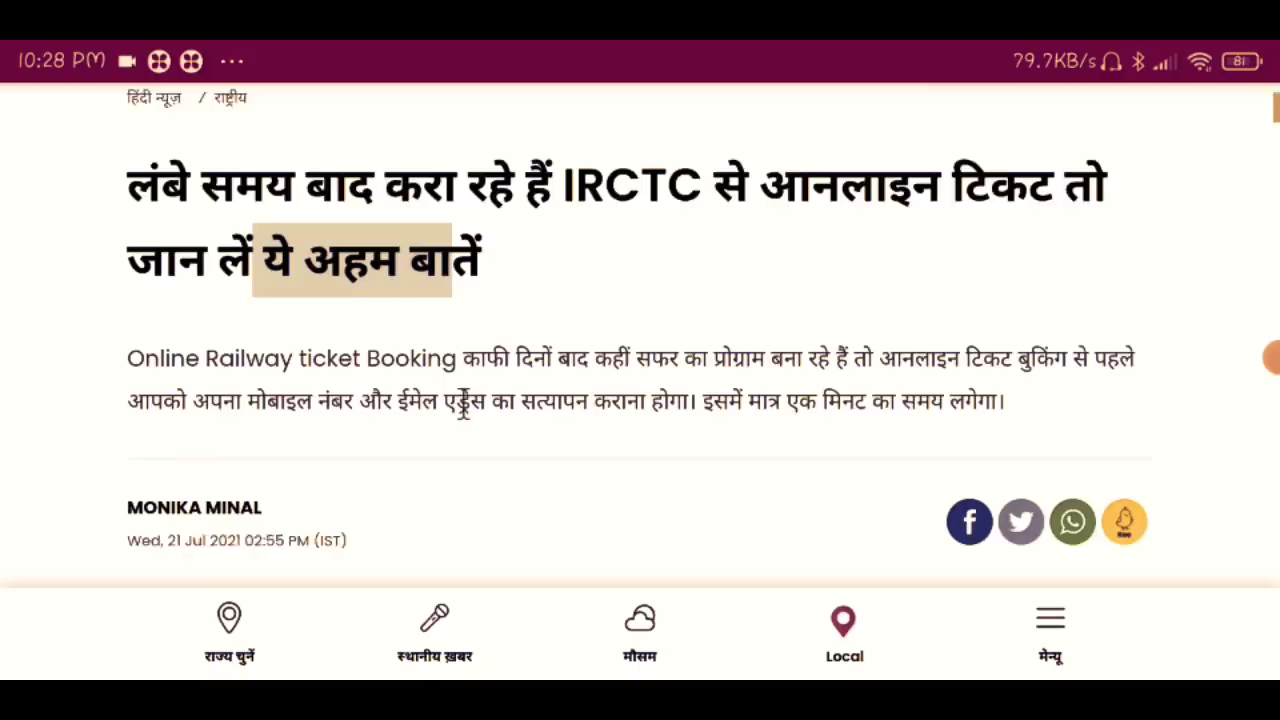 10:28 PM ... 79.7KB/s 81
हिंदी न्यूज़ / राष्ट्रीय
लंबे समय बाद करा रहे हैं IRCTC से आनलाइन टिकट तो
जान लें ये अहम बातें
Online Railway ticket Booking काफी दिनों बाद कहीं सफर का प्रोग्राम बना रहे हैं तो आनलाइन टिकट बुकिंग से पहले
आपको अपना मोबाइल नंबर और ईमेल एड्रेस का सत्यापन कराना होगा। इसमें मात्र एक मिनट का समय लगेगा।
MONIKA MINAL
Wed, 21 Jul 2021 02:55 PM (IST)
राज्य चुनें स्थानीय ख़बर मौसम Local मेन्यू